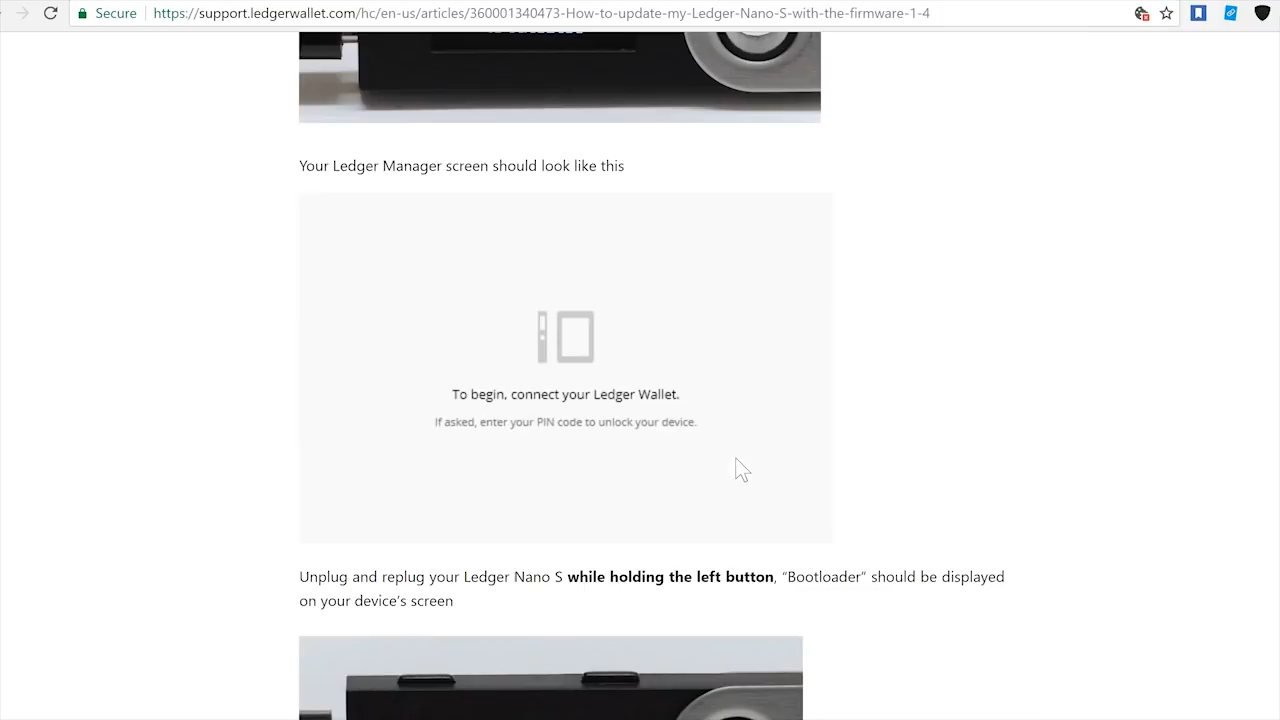 Secure
https://support.ledgerwallet.com/hc/en-us/articles/360001340473-How-to-update-my-Ledger-Nano-S-with-the-firmware-1-4
Your Ledger Manager screen should look like this
To begin, connect your Ledger Wallet.
If asked, enter your PIN code to unlock your device.
Unplug and replug your Ledger Nano S while holding the left button, “Bootloader” should be displayed
on your device’s screen